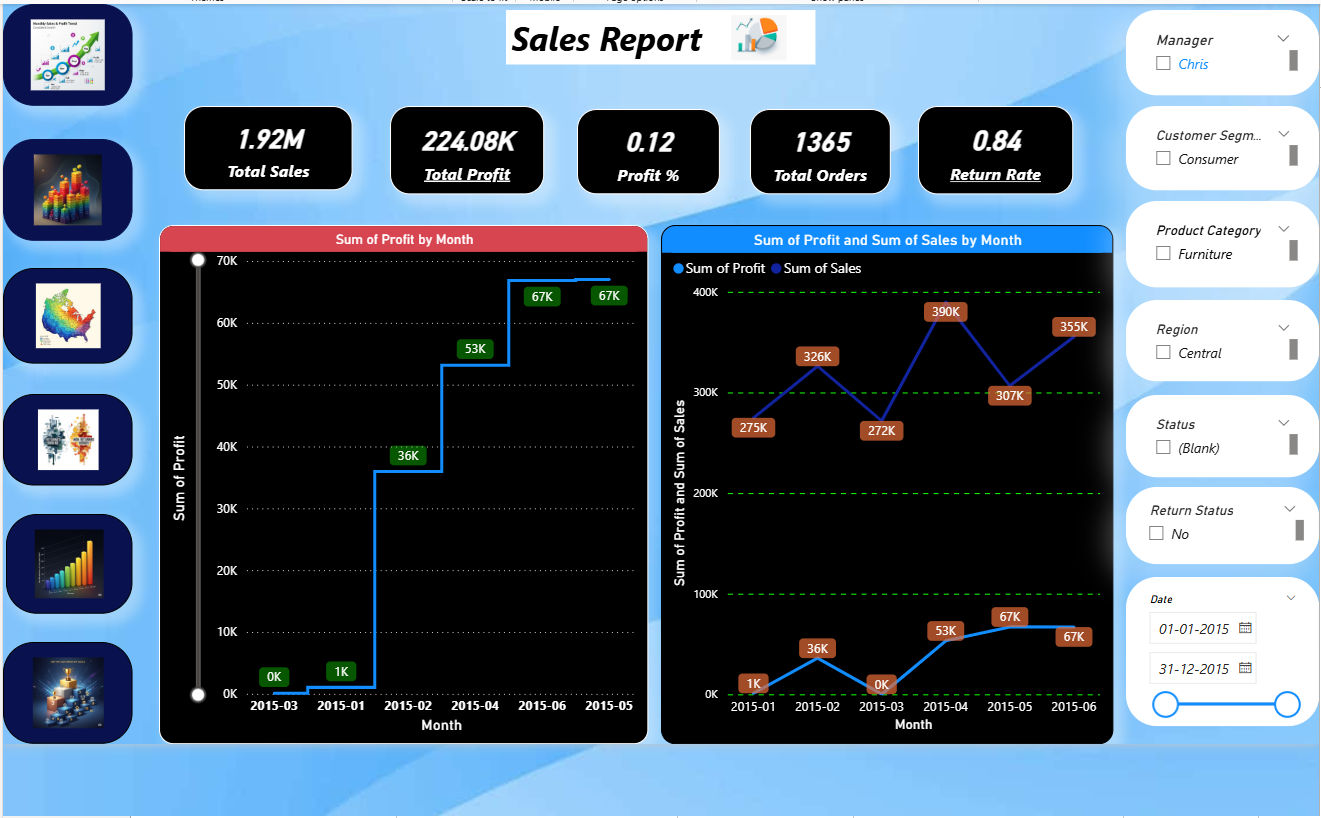 Sales Report
1.92M
Total Sales
224.08K
Total Profit
0.12
Profit %
1365
Total Orders
0.84
Return Rate
Sum of Profit by Month
70K
60K
50K
40K
30K
20K
10K
0K
Sum of Profit
0K
1K
36K
53K
67K
67K
2015-03
2015-01
2015-02
2015-04
2015-06
2015-05
Month
Sum of Profit and Sum of Sales by Month
Sum of Profit
Sum of Sales
400K
300K
200K
100K
0K
Sum of Profit and Sum of Sales
275K
326K
272K
390K
307K
355K
1K
36K
0K
53K
67K
67K
2015-01
2015-02
2015-03
2015-04
2015-05
2015-06
Month
Manager
Chris
Customer Segm...
Consumer
Product Category
Furniture
Region
Central
Status
(Blank)
Return Status
No
Date
01-01-2015
31-12-2015